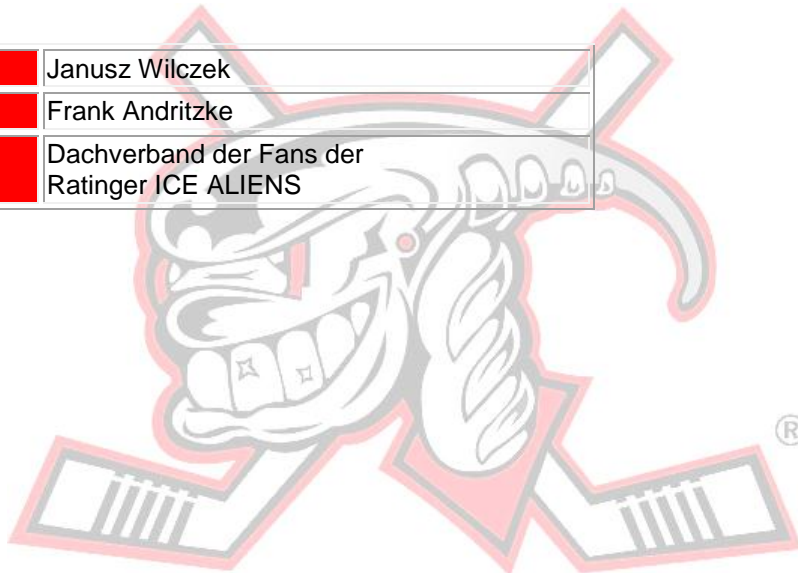 Janusz Wilczek
Frank Andritzke
Dachverband der Fans der
Ratinger ICE ALIENS
®